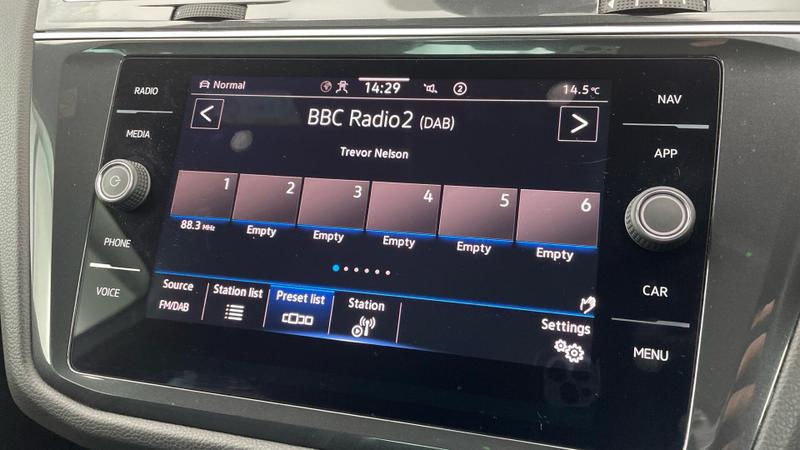 RADIO
MEDIA
PHONE
VOICE
Normal
14:29
2
14.5°C
<
BBC Radio2 (DAB)
>
Trevor Nelson
1
2
3
4
5
6
88.3 MHz
Empty
Empty
Empty
Empty
Empty
Source
FM/DAB
Station list
Preset list
Station
Settings
NAV
APP
CAR
MENU